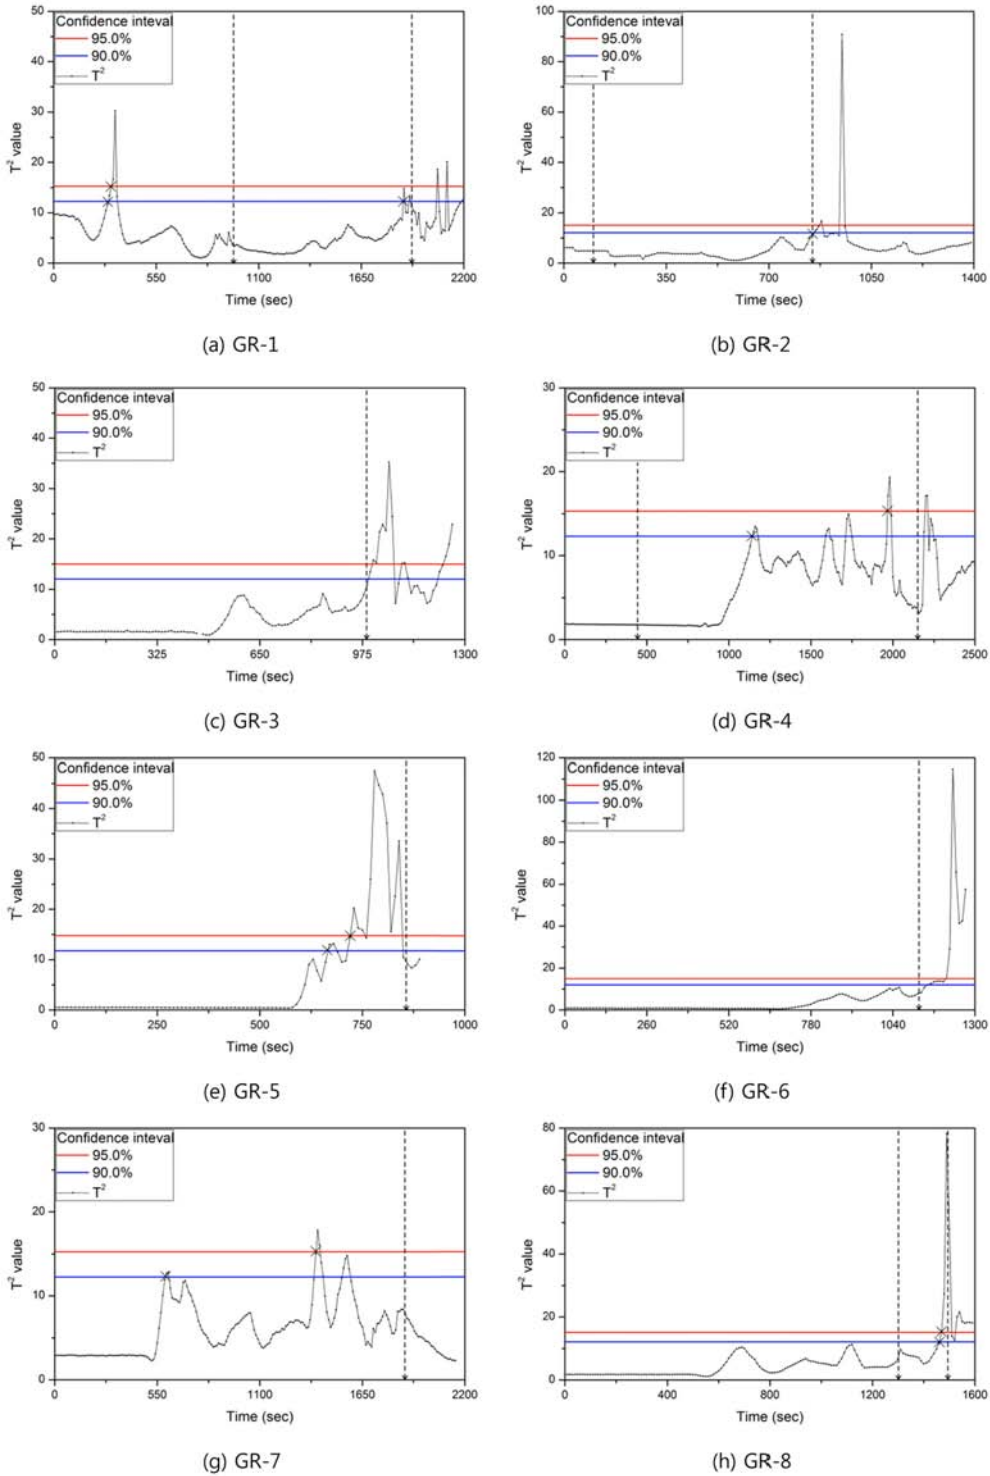 50
40
30
20
10
0
T² value
Confidence inteval
95.0%
90.0%
T²
0 550 1100 1650 2200
Time (sec)
(a) GR-1
100
80
60
40
20
0
T² value
Confidence inteval
95.0%
90.0%
T²
0 350 700 1050 1400
Time (sec)
(b) GR-2
50
40
30
20
10
0
T² value
Confidence inteval
95.0%
90.0%
T²
0 325 650 975 1300
Time (sec)
(c) GR-3
30
20
10
0
T² value
Confidence inteval
95.0%
90.0%
T²
0 500 1000 1500 2000 2500
Time (sec)
(d) GR-4
50
40
30
20
10
0
T² value
Confidence inteval
95.0%
90.0%
T²
0 250 500 750 1000
Time (sec)
(e) GR-5
120
100
80
60
40
20
0
T² value
Confidence inteval
95.0%
90.0%
T²
0 260 520 780 1040 1300
Time (sec)
(f) GR-6
30
20
10
0
T² value
Confidence inteval
95.0%
90.0%
T²
0 550 1100 1650 2200
Time (sec)
(g) GR-7
80
60
40
20
0
T² value
Confidence inteval
95.0%
90.0%
T²
0 400 800 1200 1600
Time (sec)
(h) GR-8